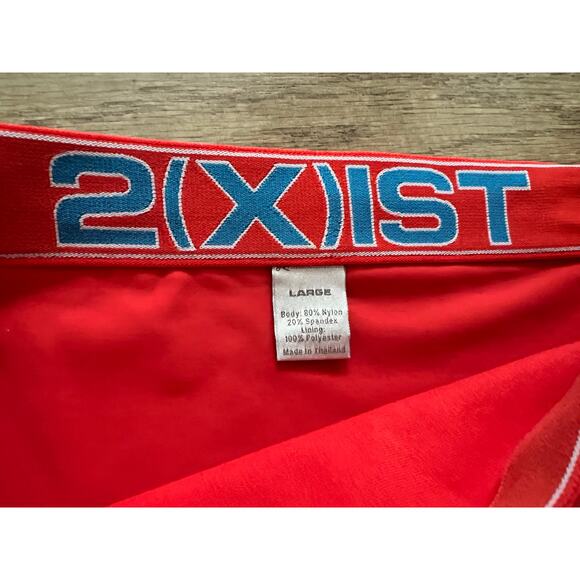 2(X)IST
LARGE
Body: 80% Nylon
20% Spandex
Lining:
100% Polyester
Made in Thailand